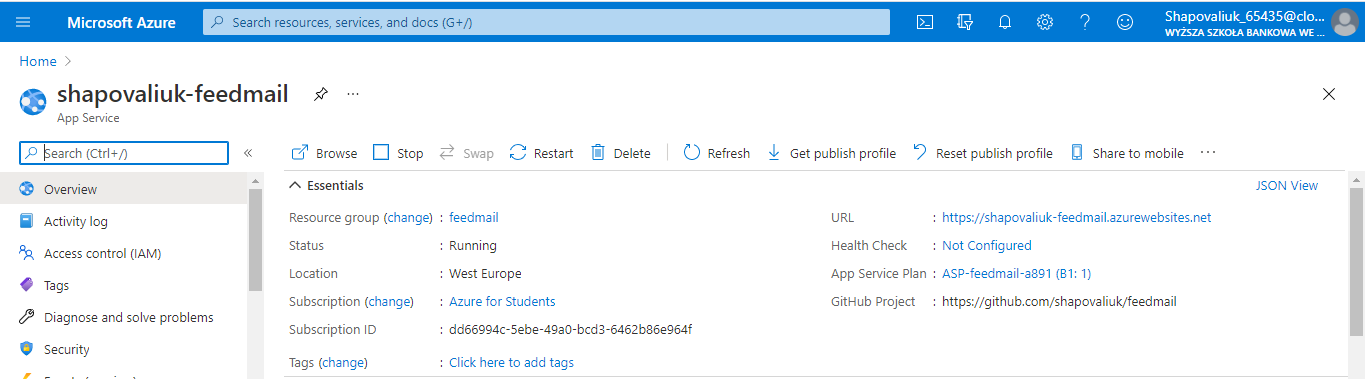 Microsoft Azure
Search resources, services, and docs (G+/)
Shapovaliuk_65435@clo...
WYŻSZA SZKOŁA BANKOWA WE ...
Home >
shapovaliuk-feedmail
...
App Service
Search (Ctrl+/)
«
Browse Stop Swap Restart Delete Refresh Get publish profile Reset publish profile Share to mobile ...
Overview
Activity log
Access control (IAM)
Tags
Diagnose and solve problems
Security
Essentials
JSON View
Resource group (change) : feedmail
Status : Running
Location : West Europe
Subscription (change) : Azure for Students
Subscription ID : dd66994c-5ebe-49a0-bcd3-6462b86e964f
Tags (change) : Click here to add tags
URL : https://shapovaliuk-feedmail.azurewebsites.net
Health Check : Not Configured
App Service Plan : ASP-feedmail-a891 (B1: 1)
GitHub Project : https://github.com/shapovaliuk/feedmail